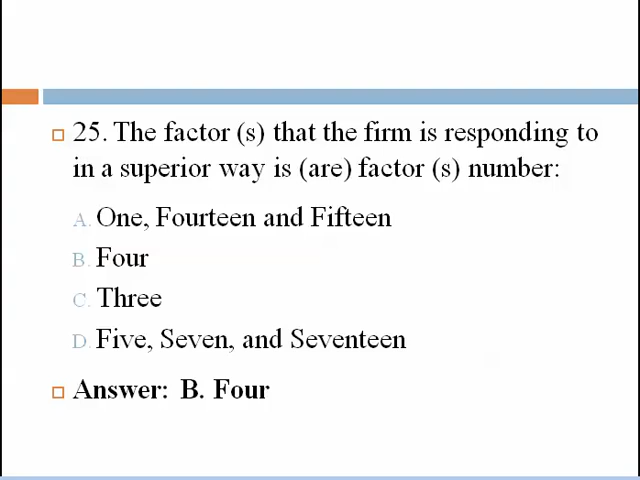 25. The factor (s) that the firm is responding to
in a superior way is (are) factor (s) number:
A. One, Fourteen and Fifteen
B. Four
C. Three
D. Five, Seven, and Seventeen
Answer: B. Four